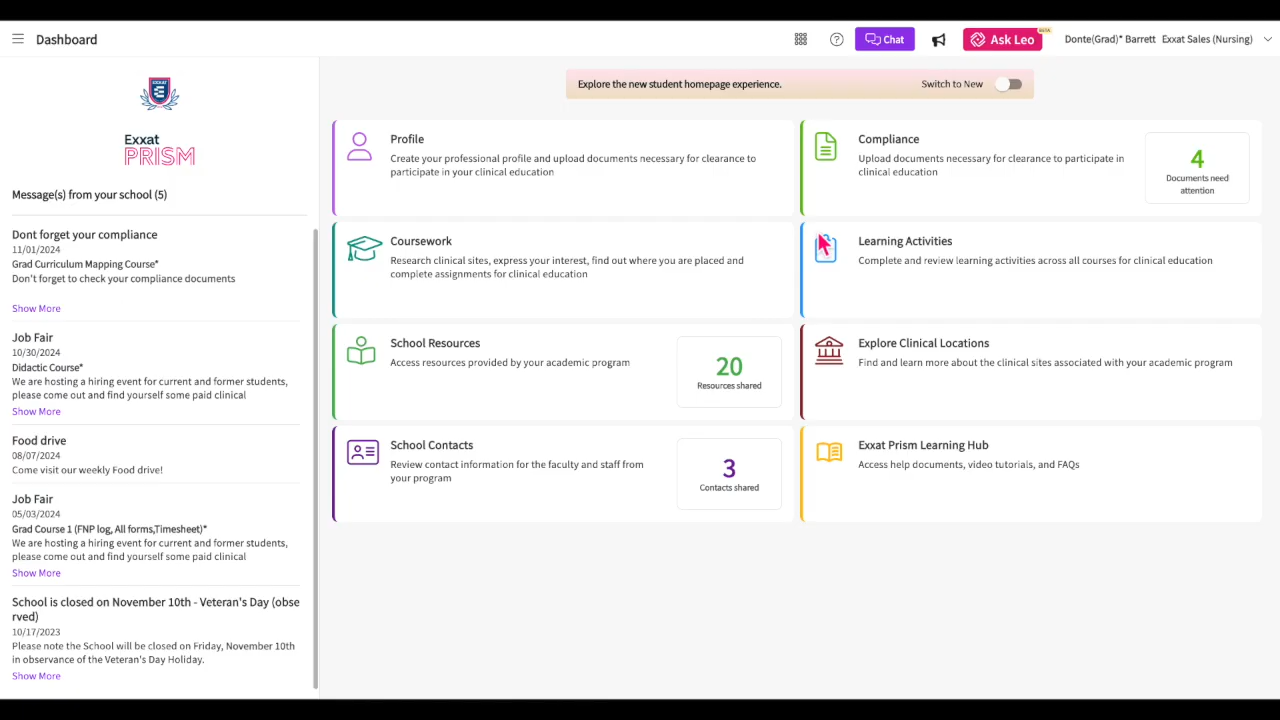 Dashboard
Chat
Ask Leo
BETA
Donte(Grad)* Barrett Exxat Sales (Nursing)
EXXAT
Exxat
PRISM
Message(s) from your school (5)
Dont forget your compliance
11/01/2024
Grad Curriculum Mapping Course*
Don't forget to check your compliance documents
Show More
Job Fair
10/30/2024
Didactic Course*
We are hosting a hiring event for current and former students,
please come out and find yourself some paid clinical
Show More
Food drive
08/07/2024
Come visit our weekly Food drive!
Job Fair
05/03/2024
Grad Course 1 (FNP log, All forms,Timesheet)*
We are hosting a hiring event for current and former students,
please come out and find yourself some paid clinical
Show More
School is closed on November 10th - Veteran's Day (obse
rved)
10/17/2023
Please note the School will be closed on Friday, November 10th
in observance of the Veteran's Day Holiday.
Show More
Explore the new student homepage experience.
Switch to New
Profile
Create your professional profile and upload documents necessary for clearance to
participate in your clinical education
Compliance
Upload documents necessary for clearance to participate in
clinical education
4
Documents need
attention
Coursework
Research clinical sites, express your interest, find out where you are placed and
complete assignments for clinical education
Learning Activities
Complete and review learning activities across all courses for clinical education
School Resources
Access resources provided by your academic program
20
Resources shared
Explore Clinical Locations
Find and learn more about the clinical sites associated with your academic program
School Contacts
Review contact information for the faculty and staff from
your program
3
Contacts shared
Exxat Prism Learning Hub
Access help documents, video tutorials, and FAQs